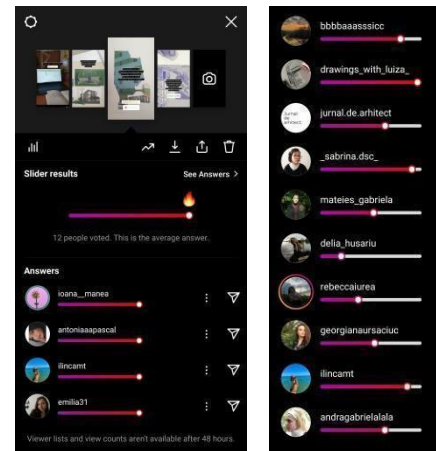 Slider results
See Answers >
12 people voted. This is the average answer.
Answers
ioana__manea
antoniaaapascal
ilincamt
emilia31
Viewer lists and view counts aren't available after 48 hours.
bbbbaaasssicc
drawings_with_luiza_
jurnal.de.arhitect
_sabrina.dsc_
mateies_gabriela
delia_husariu
rebeccaiurea
georgianaursaciuc
ilincamt
andragabrielalala